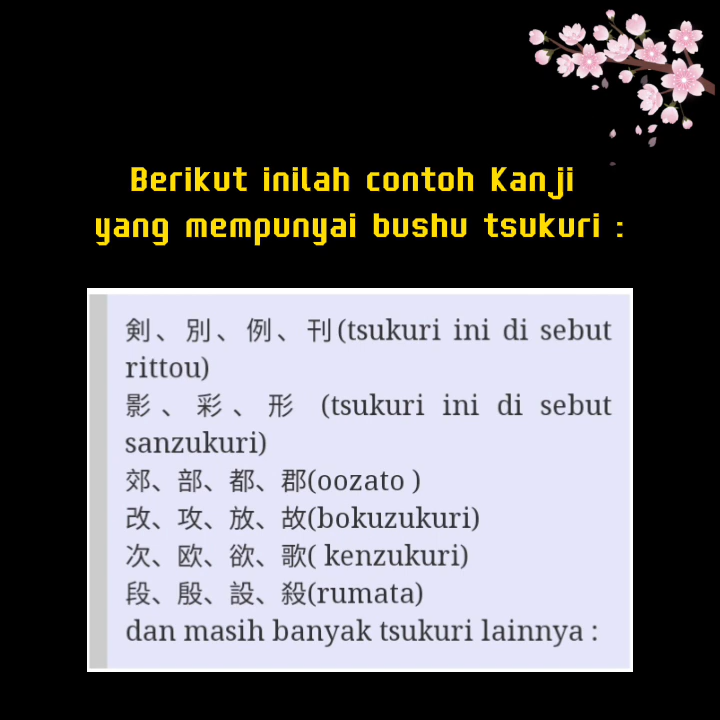 Berikut inilah contoh Kanji
yang mempunyai bushu tsukuri :
剣、別、例、刊(tsukuri ini di sebut
rittou)
影、彩、形 (tsukuri ini di sebut
sanzukuri)
郊、部、都、郡(oozato )
改、攻、放、故(bokuzukuri)
次、欧、欲、歌( kenzukuri)
段、殷、設、殺(rumata)
dan masih banyak tsukuri lainnya :